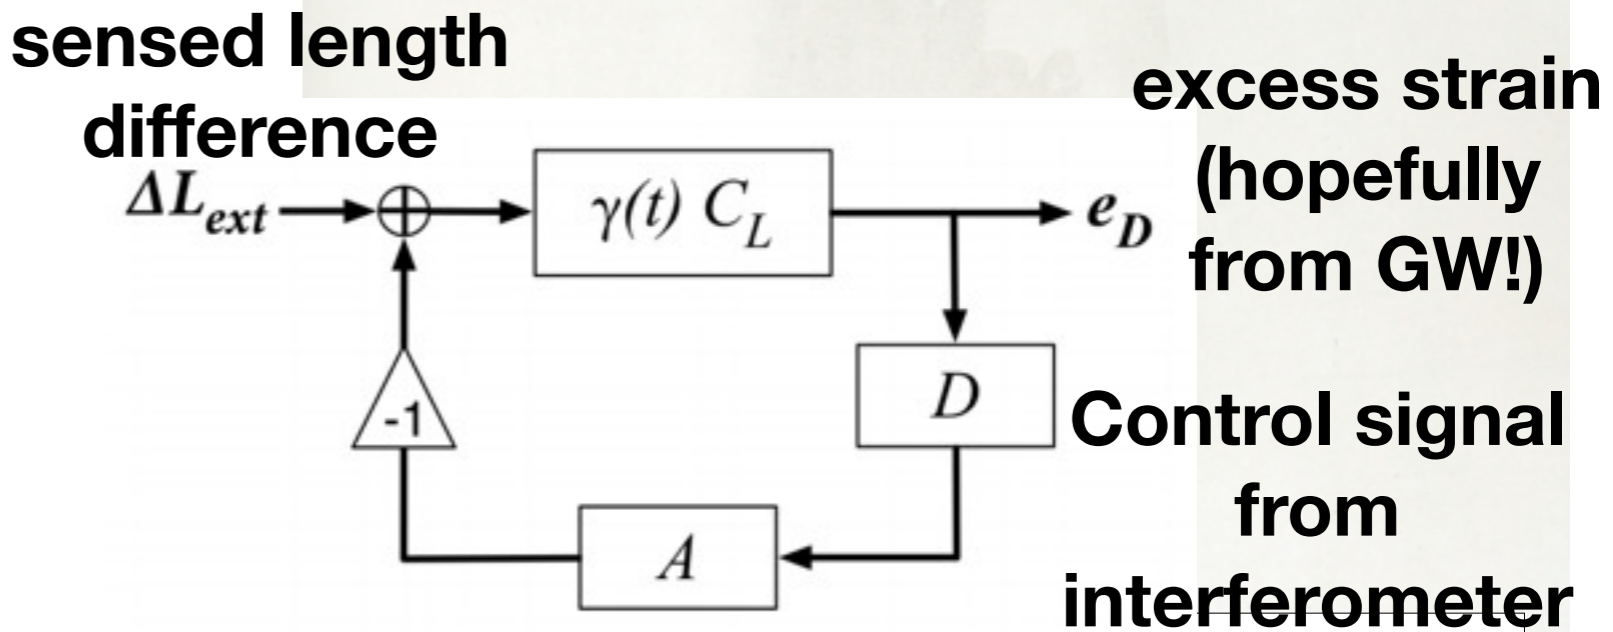 sensed length
difference
ΔL_ext
γ(t) C_L
e_D
excess strain
(hopefully
from GW!)
D
Control signal
from
interferometer
-1
A